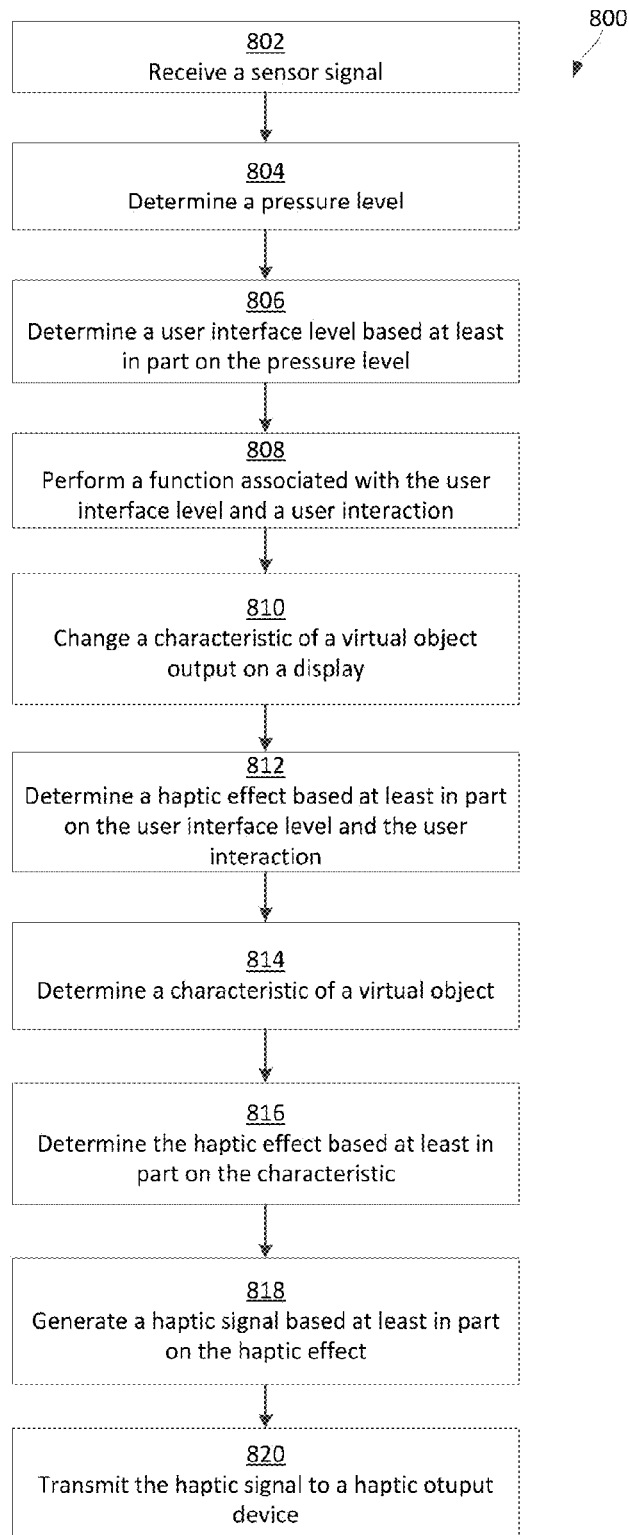 800
802
Receive a sensor signal
804
Determine a pressure level
806
Determine a user interface level based at least
in part on the pressure level
808
Perform a function associated with the user
interface level and a user interaction
810
Change a characteristic of a virtual object
output on a display
812
Determine a haptic effect based at least in part
on the user interface level and the user
interaction
814
Determine a characteristic of a virtual object
816
Determine the haptic effect based at least in
part on the characteristic
818
Generate a haptic signal based at least in part
on the haptic effect
820
Transmit the haptic signal to a haptic otuput
device